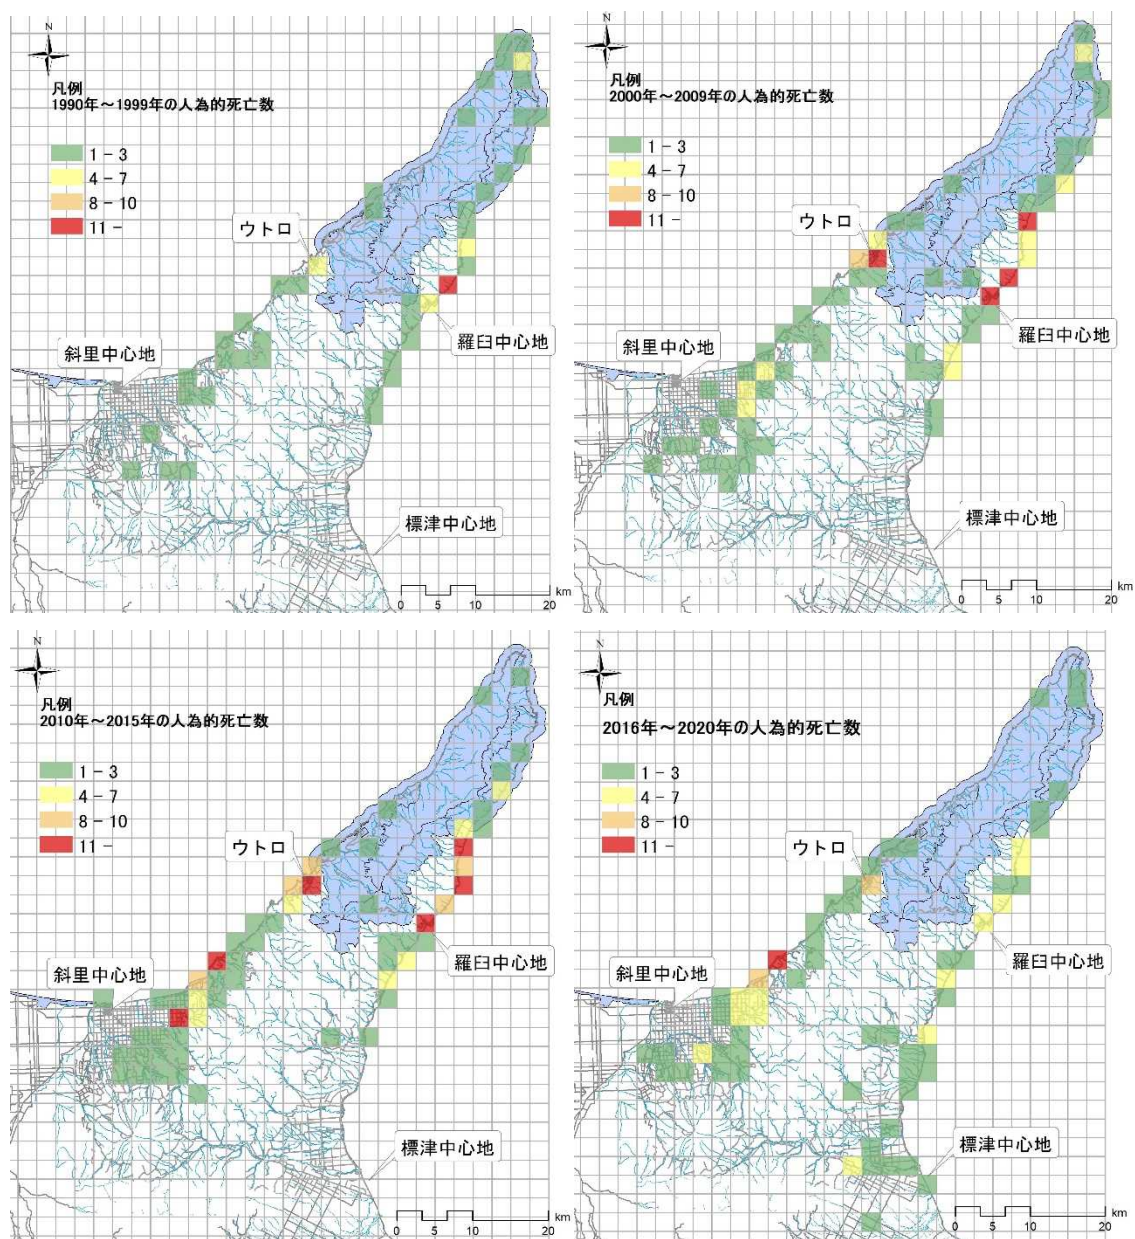 N
凡例
1990年～1999年の人為的死亡数
1 - 3
4 - 7
8 - 10
11 -
ウトロ
斜里中心地
羅臼中心地
標津中心地
km
0 5 10 20
N
凡例
2000年～2009年の人為的死亡数
1 - 3
4 - 7
8 - 10
11 -
ウトロ
斜里中心地
羅臼中心地
標津中心地
km
0 5 10 20
N
凡例
2010年～2015年の人為的死亡数
1 - 3
4 - 7
8 - 10
11 -
ウトロ
斜里中心地
羅臼中心地
標津中心地
km
0 5 10 20
N
凡例
2016年～2020年の人為的死亡数
1 - 3
4 - 7
8 - 10
11 -
ウトロ
斜里中心地
羅臼中心地
標津中心地
km
0 5 10 20